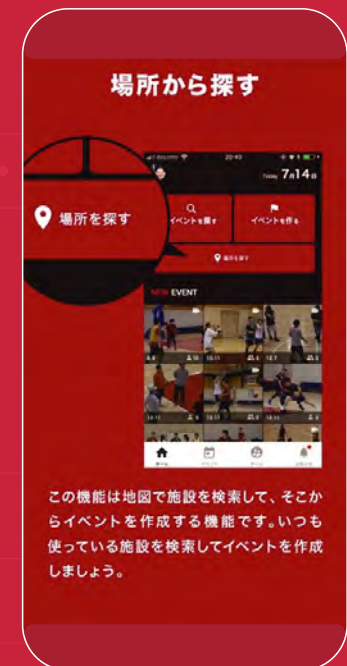 場所から探す
20:40
Today 7月14日
場所を探す
イベントを探す
イベントを作る
場所を探す
NEW EVENT
この機能は地図で施設を検索して、そこか
らイベントを作成する機能です。いつも
使っている施設を検索してイベントを作成
しましょう。